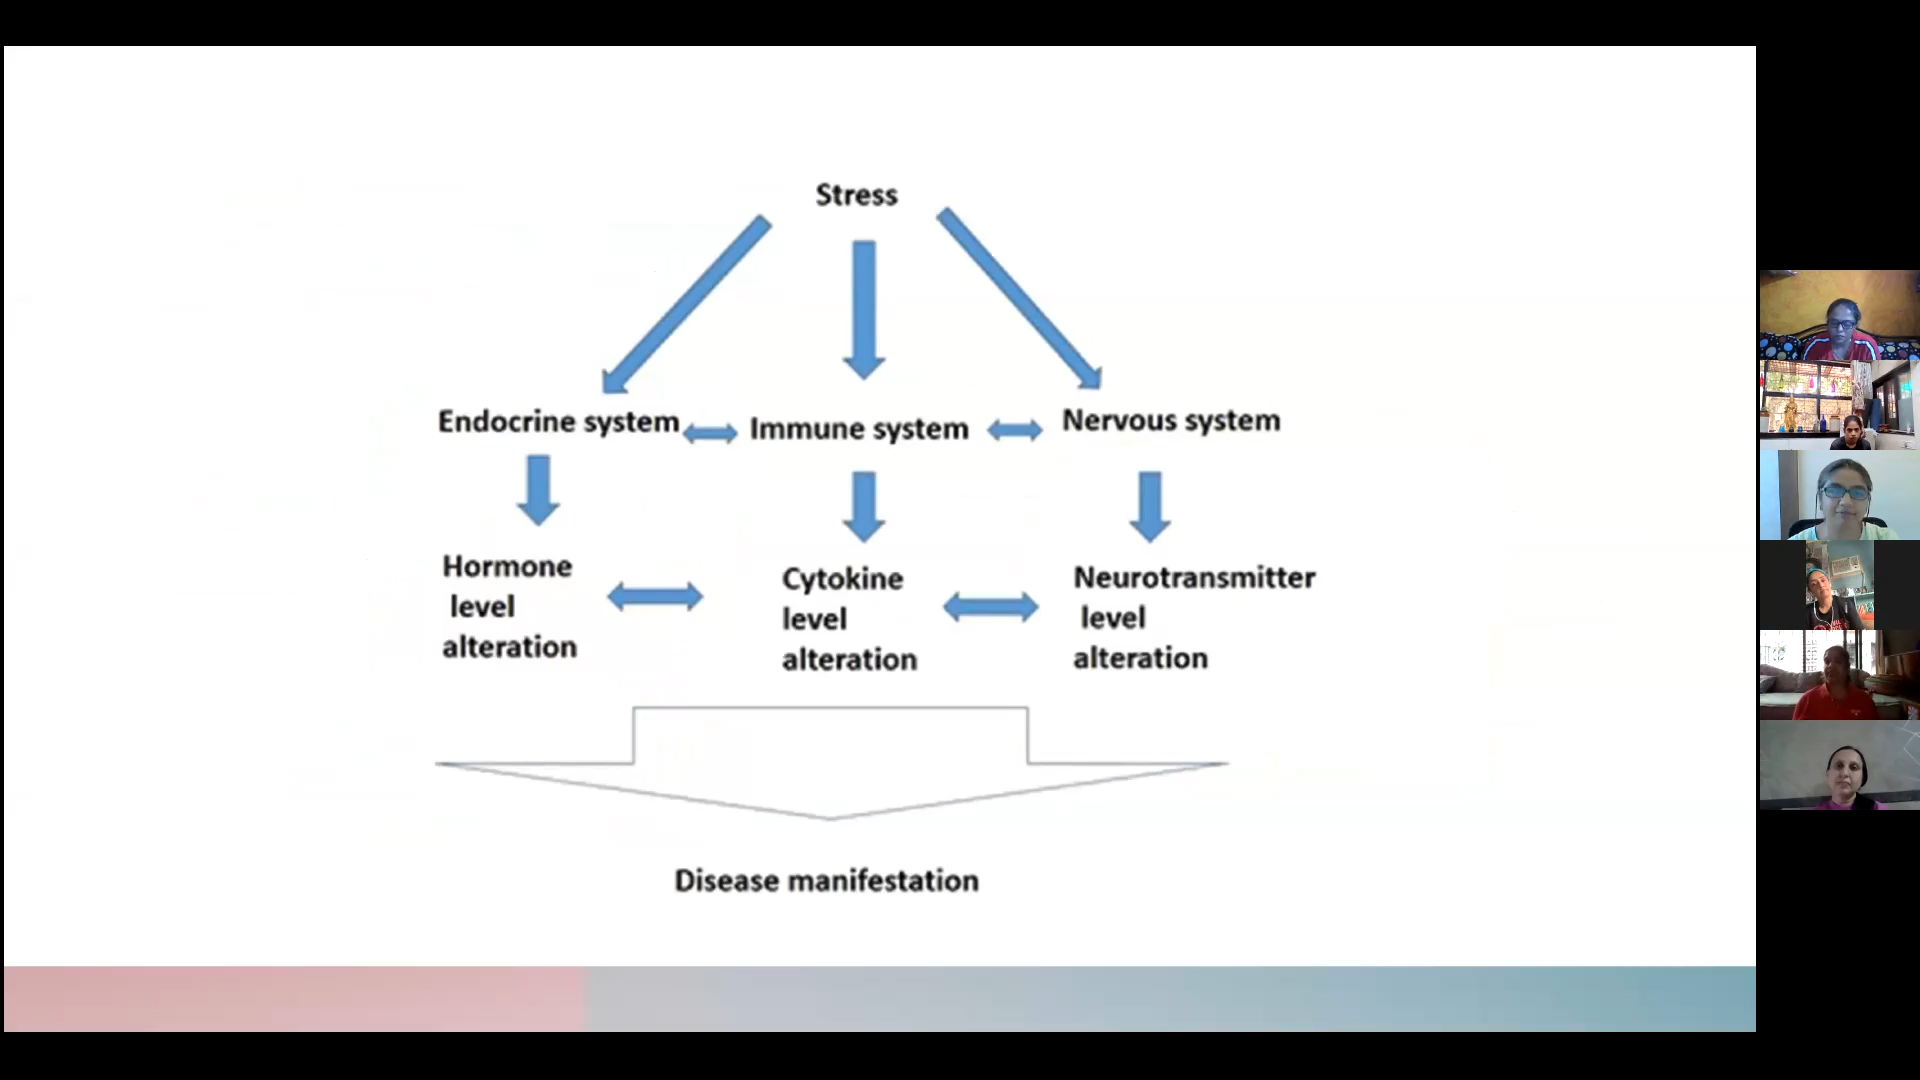 Stress
Endocrine system
Immune system
Nervous system
Hormone
level
alteration
Cytokine
level
alteration
Neurotransmitter
level
alteration
Disease manifestation